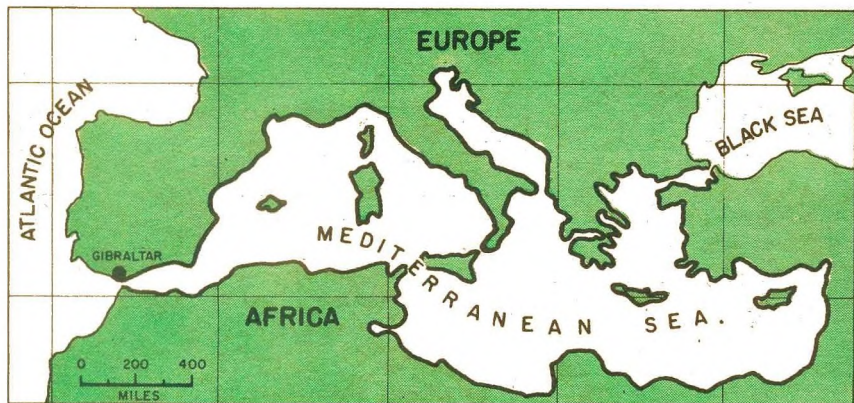 EUROPE
ATLANTIC OCEAN
BLACK SEA
GIBRALTAR
MEDITERRANEAN SEA.
AFRICA
0 200 400
MILES